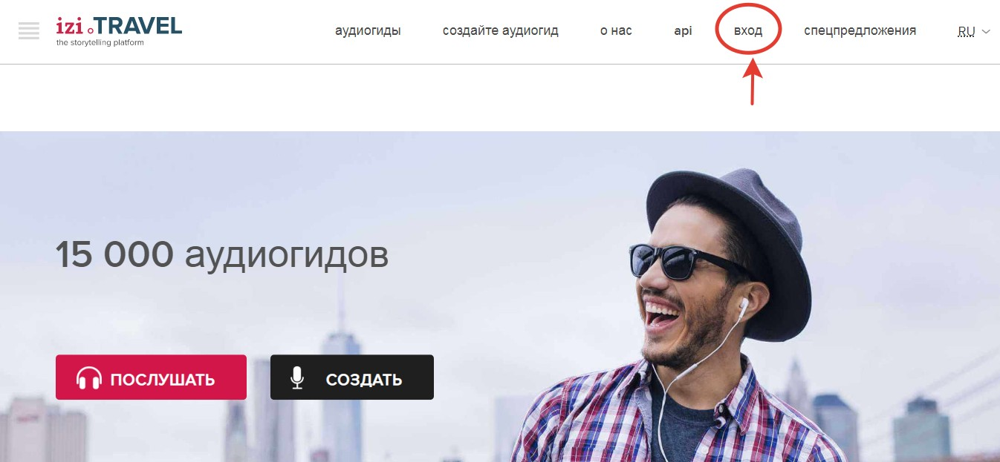 izi.TRAVEL
the storytelling platform
аудиогиды создайте аудиогид о нас api вход спецпредложения RU
15 000 аудиогидов
ПОСЛУШАТЬ СОЗДАТЬ